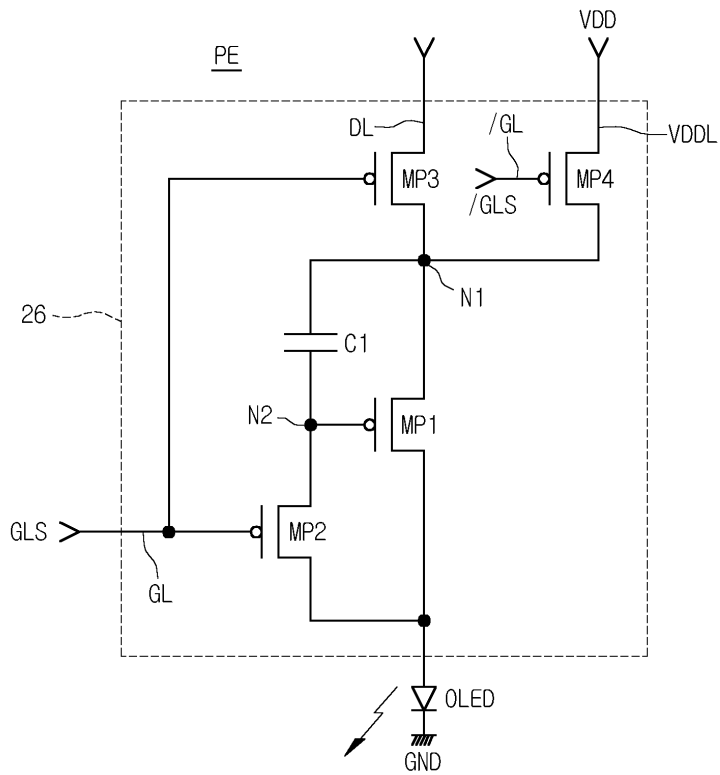 PE
VDD
DL
/GL
VDDL
MP3
/GLS
MP4
N1
26
C1
N2
MP1
GLS
MP2
GL
OLED
GND